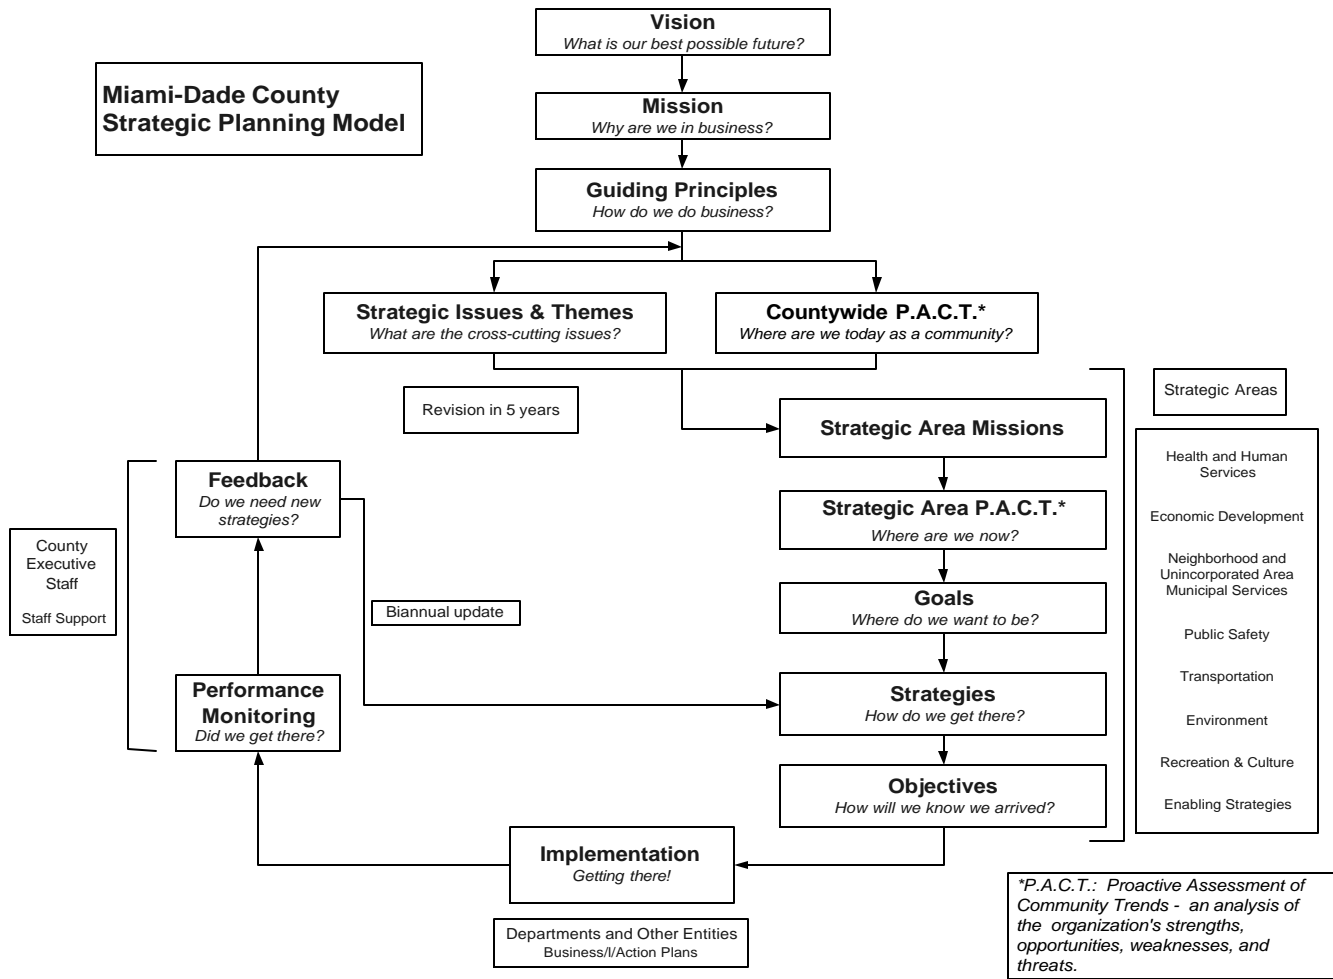 Vision
What is our best possible future?
Miami-Dade County
Strategic Planning Model
Mission
Why are we in business?
Guiding Principles
How do we do business?
Strategic Issues & Themes
What are the cross-cutting issues?
Countywide P.A.C.T.*
Where are we today as a community?
Revision in 5 years
Strategic Areas
Strategic Area Missions
Health and Human
Services
Economic Development
Neighborhood and
Unincorporated Area
Municipal Services
Public Safety
Transportation
Environment
Recreation & Culture
Enabling Strategies
Feedback
Do we need new
strategies?
Strategic Area P.A.C.T.*
Where are we now?
County
Executive
Staff
Staff Support
Biannual update
Goals
Where do we want to be?
Performance
Monitoring
Did we get there?
Strategies
How do we get there?
Objectives
How will we know we arrived?
Implementation
Getting there!
Departments and Other Entities
Business/I/Action Plans
*P.A.C.T.: Proactive Assessment of
Community Trends - an analysis of
the organization's strengths,
opportunities, weaknesses, and
threats.